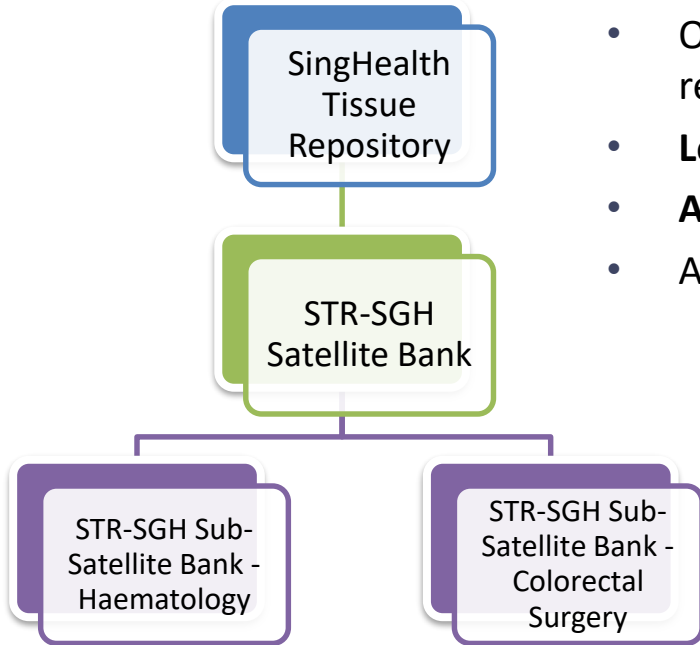 SingHealth
Tissue
Repository
STR-SGH
Satellite Bank
STR-SGH Sub-
Satellite Bank -
Haematology
STR-SGH Sub-
Satellite Bank -
Colorectal
Surgery
•
•
•
•